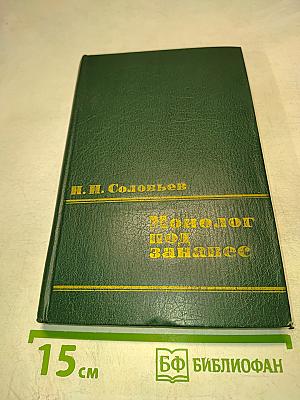 И. И. Соловьев
Монолог
под
занавес
15 см
БФ БИБЛИОФАН